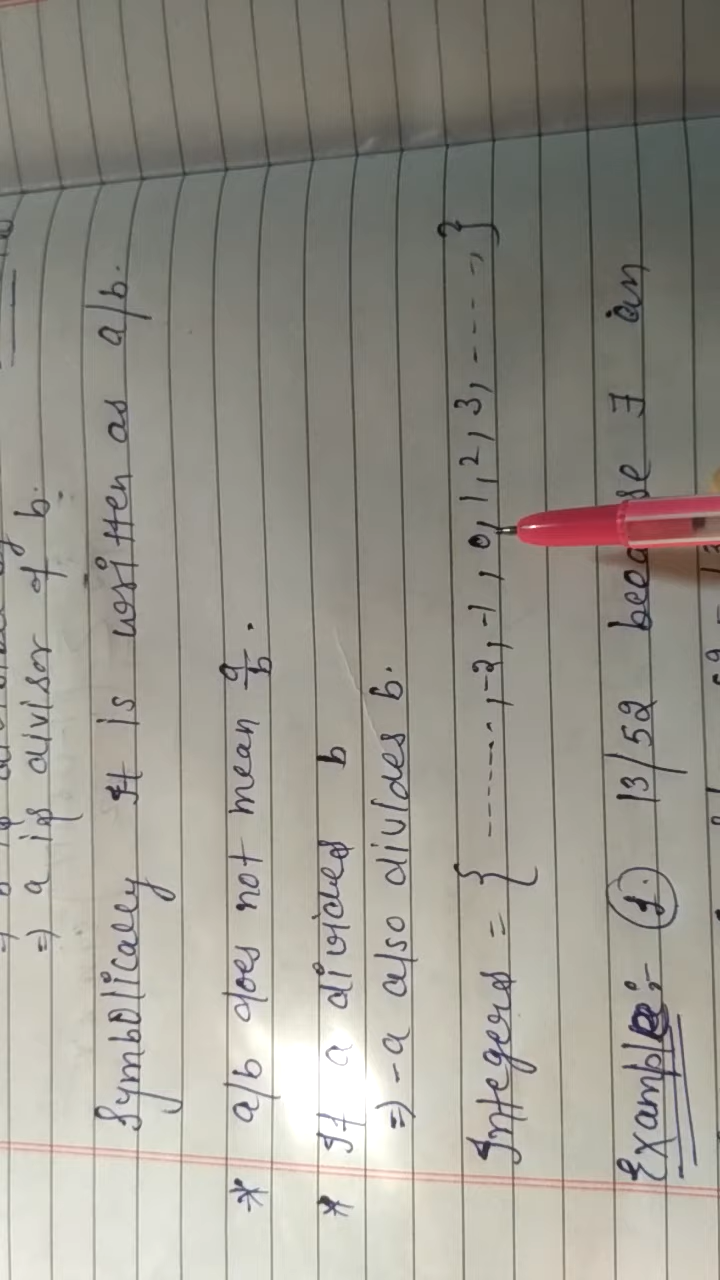 ⇒ a is divisor of b.
Symbolically It is written as a/b.
* a/b does not mean a/b.
* If a divides b
⇒ -a also divides b.
Integers = { -------, -2, -1, 0, 1, 2, 3, - - - -, }
Example:- 1. 13/52 because ∃ an